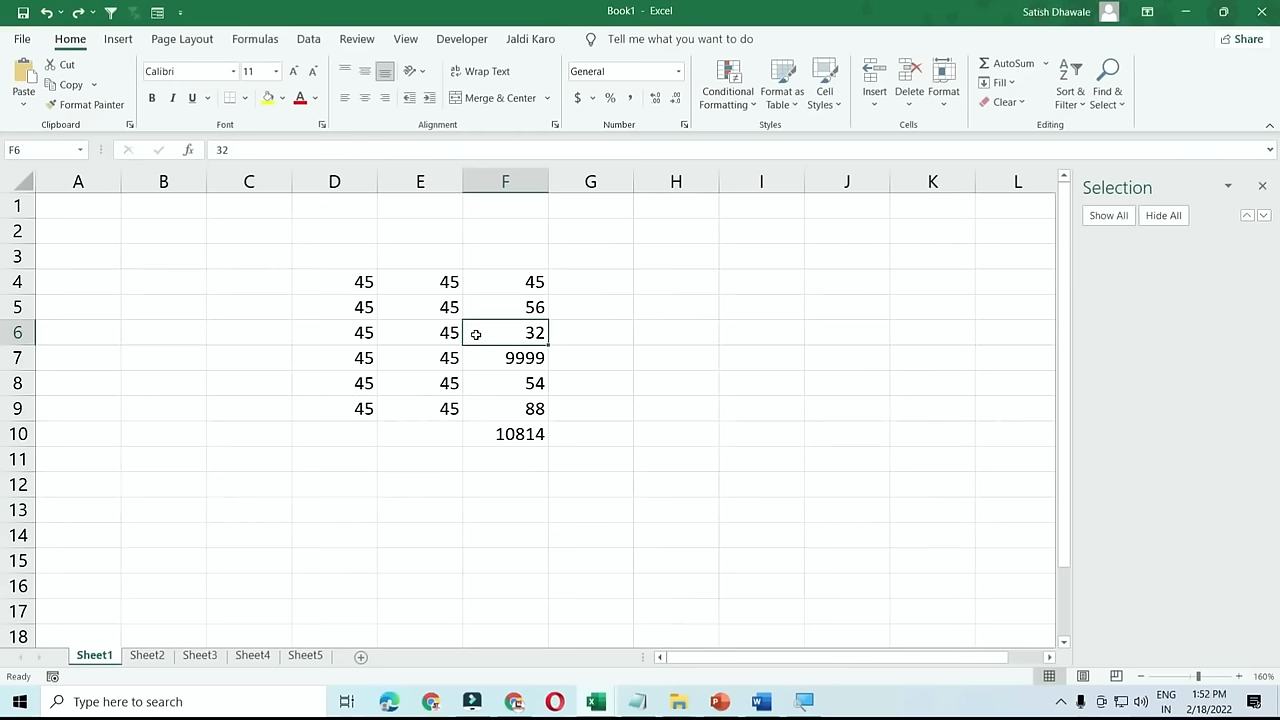 Book1 - Excel
Satish Dhawale
File Home Insert Page Layout Formulas Data Review View Developer Jaldi Karo Tell me what you want to do Share
Paste
Cut
Copy
Format Painter
Clipboard
Calibri 11
B I U
Font
Wrap Text
Merge & Center
Alignment
General
$ % ,
Number
Conditional Formatting
Format as Table
Cell Styles
Styles
Insert Delete Format
Cells
AutoSum
Fill
Clear
Sort & Filter
Find & Select
Editing
F6 fx 32
A B C D E F G H I J K L
1
2
3
4 45 45 45
5 45 45 56
6 45 45 32
7 45 45 9999
8 45 45 54
9 45 45 88
10 10814
11
12
13
14
15
16
17
18
Selection
Show All Hide All
Sheet1 Sheet2 Sheet3 Sheet4 Sheet5
Ready
160%
Type here to search
ENG
IN
1:52 PM
2/18/2022